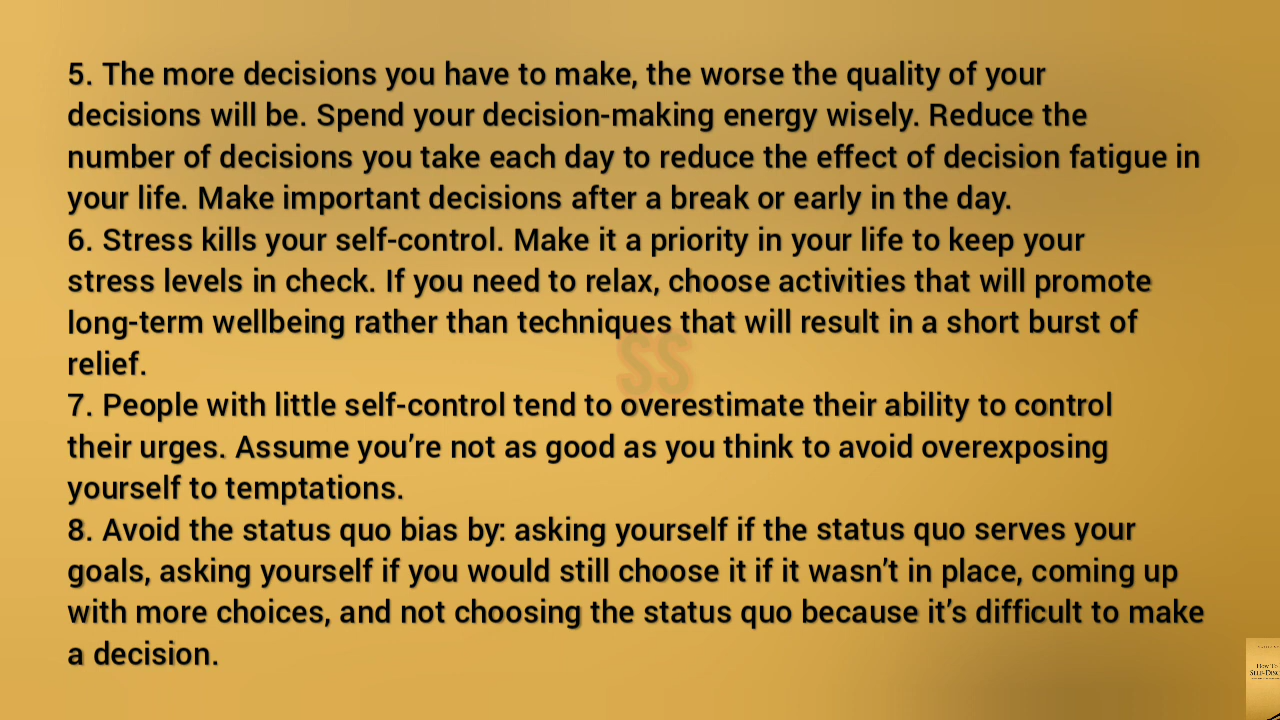 5. The more decisions you have to make, the worse the quality of your
decisions will be. Spend your decision-making energy wisely. Reduce the
number of decisions you take each day to reduce the effect of decision fatigue in
your life. Make important decisions after a break or early in the day.
6. Stress kills your self-control. Make it a priority in your life to keep your
stress levels in check. If you need to relax, choose activities that will promote
long-term wellbeing rather than techniques that will result in a short burst of
relief.
SS
7. People with little self-control tend to overestimate their ability to control
their urges. Assume you’re not as good as you think to avoid overexposing
yourself to temptations.
8. Avoid the status quo bias by: asking yourself if the status quo serves your
goals, asking yourself if you would still choose it if it wasn’t in place, coming up
with more choices, and not choosing the status quo because it’s difficult to make
a decision.
How To